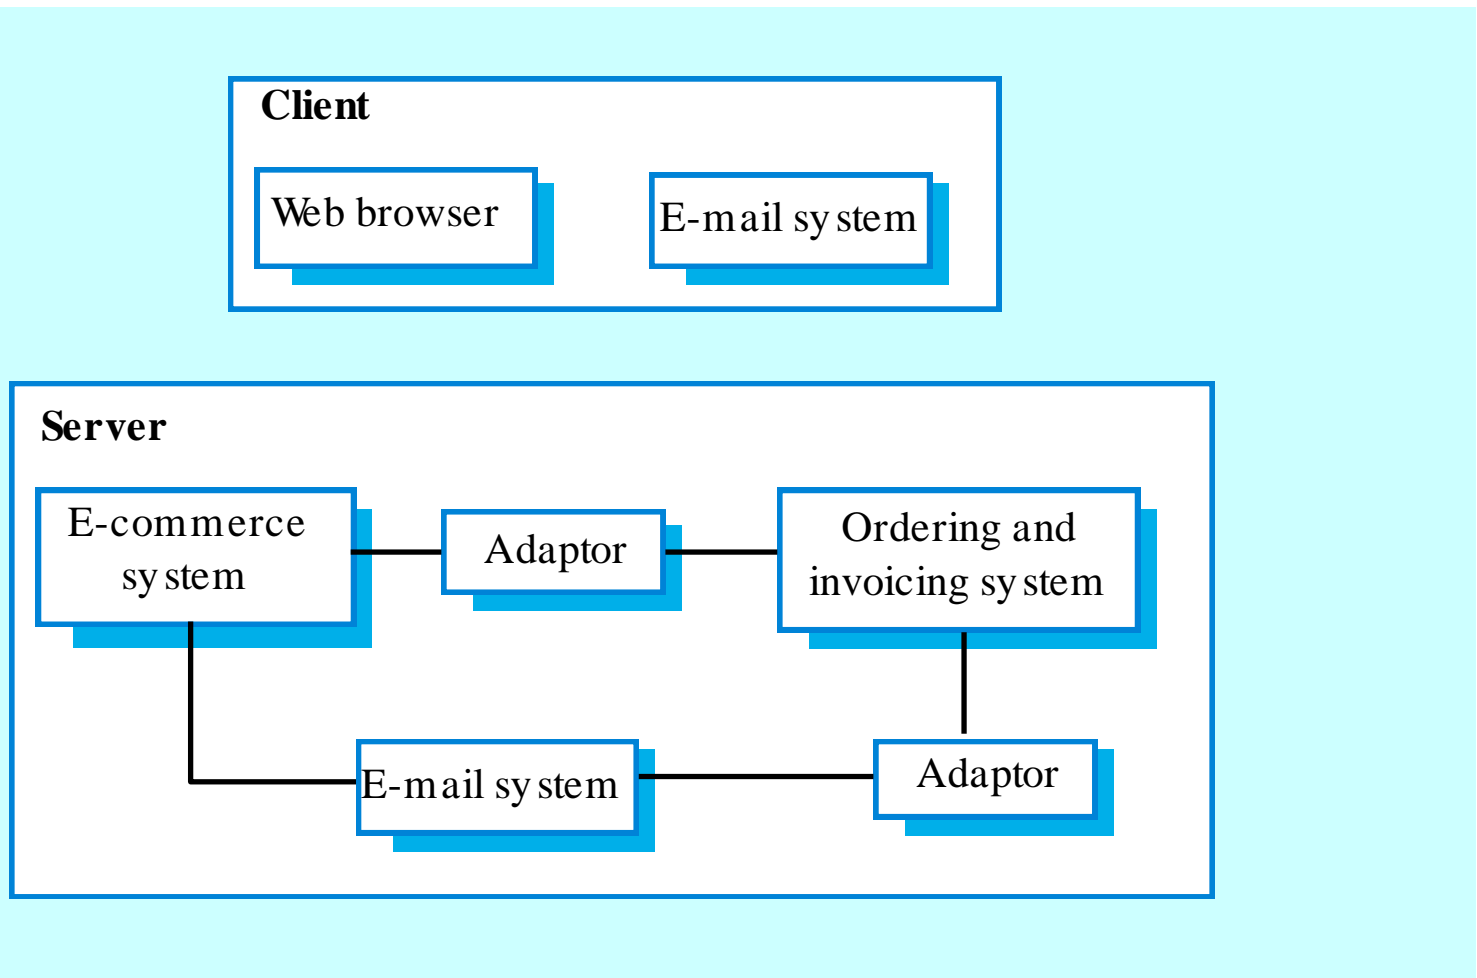 Client
Web browser
E-mail system
Server
E-commerce
system
Adaptor
Ordering and
invoicing system
E-mail system
Adaptor